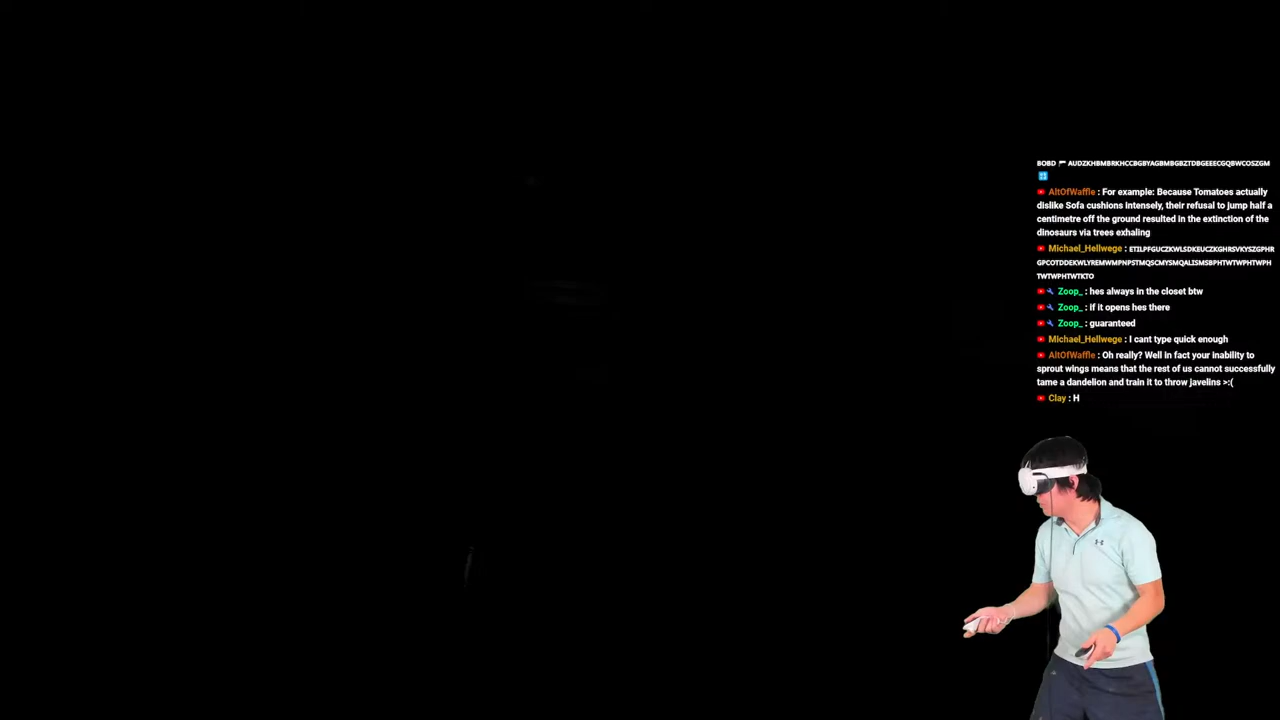 BOBD 🏴 AUDZKHBMBRKHCCBGBYAGBMBGBZTDBGEEECGQBWCOSZGM
AltOfWaffle : For example: Because Tomatoes actually
dislike Sofa cushions intensely, their refusal to jump half a
centimetre off the ground resulted in the extinction of the
dinosaurs via trees exhaling
Michael_Hellwege : ETILPFGUCZKWLSDKEUCZKGHRSVKYSZGPHR
GPCOTDDEKWLYREMWMPNPSTMQSCMYSMQALISMSBPHTWTWPHTWPH
TWTWPHTWTKTO
Zoop_ : hes always in the closet btw
Zoop_ : if it opens hes there
Zoop_ : guaranteed
Michael_Hellwege : I cant type quick enough
AltOfWaffle : Oh really? Well in fact your inability to
sprout wings means that the rest of us cannot successfully
tame a dandelion and train it to throw javelins >:(
Clay : H